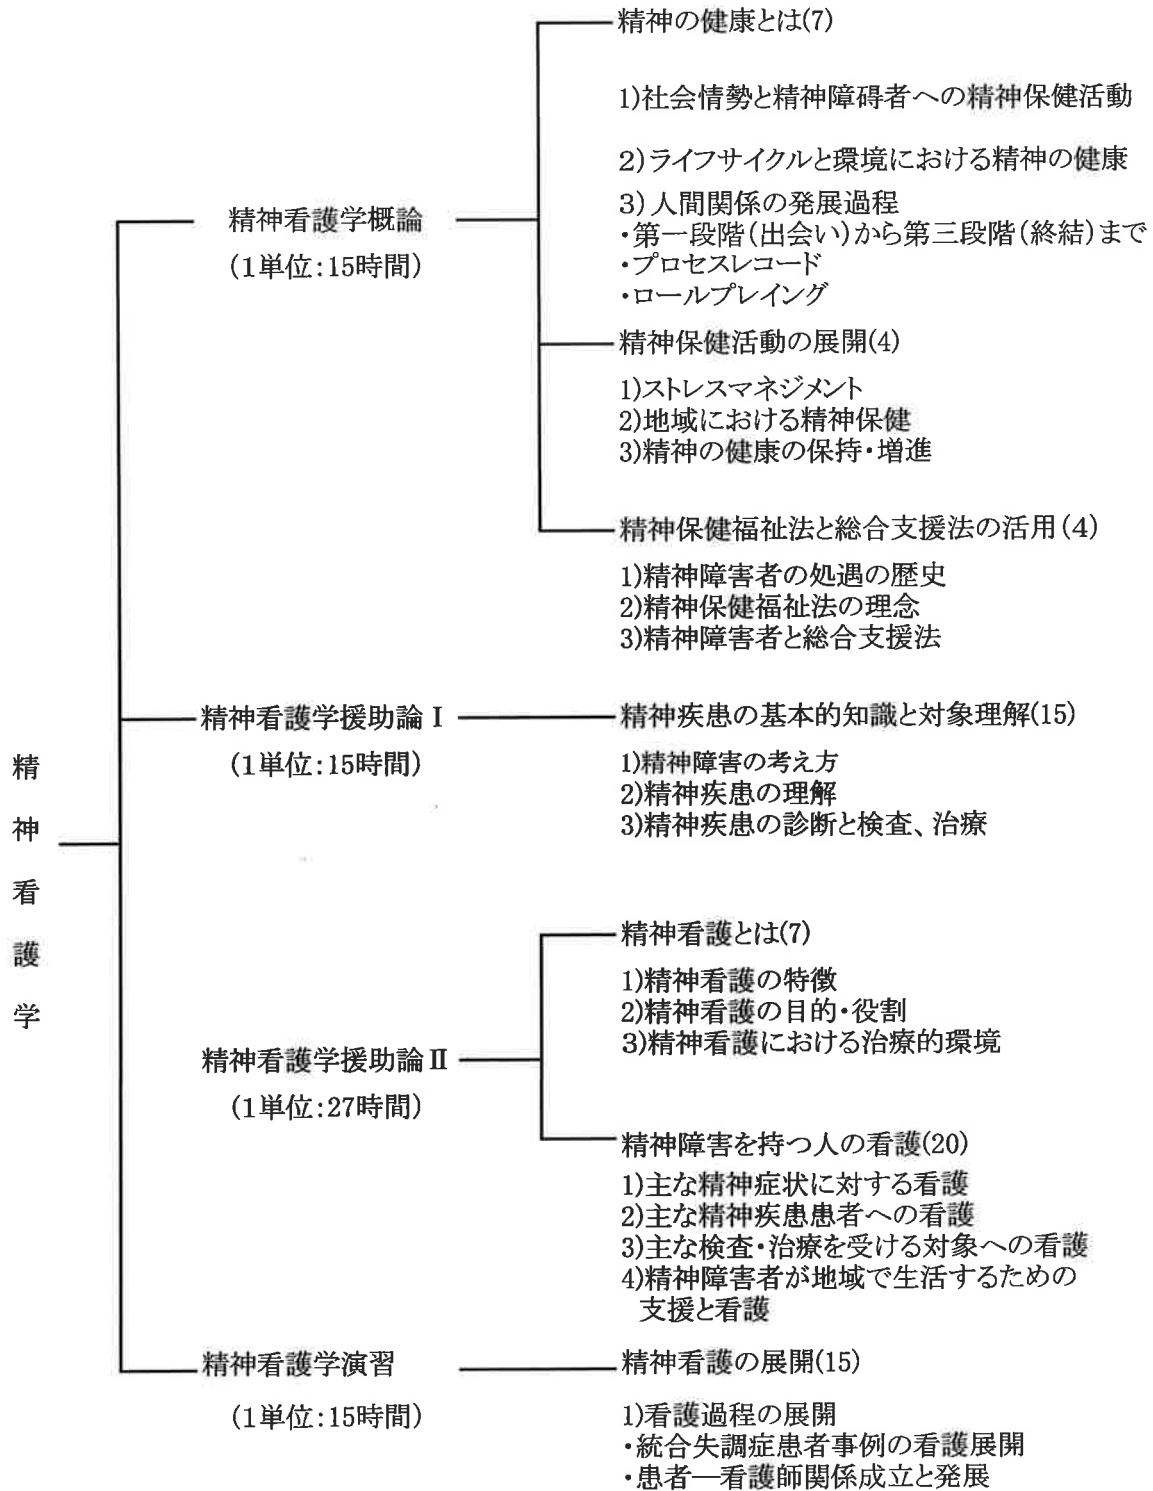 精神看護学
精神看護学概論
(1単位:15時間)
精神の健康とは(7)
1)社会情勢と精神障碍者への精神保健活動
2)ライフサイクルと環境における精神の健康
3)人間関係の発展過程
・第一段階(出会い)から第三段階(終結)まで
・プロセスレコード
・ロールプレイング
精神保健活動の展開(4)
1)ストレスマネジメント
2)地域における精神保健
3)精神の健康の保持・増進
精神保健福祉法と総合支援法の活用(4)
1)精神障害者の処遇の歴史
2)精神保健福祉法の理念
3)精神障害者と総合支援法
精神看護学援助論Ⅰ
(1単位:15時間)
精神疾患の基本的知識と対象理解(15)
1)精神障害の考え方
2)精神疾患の理解
3)精神疾患の診断と検査、治療
精神看護学援助論Ⅱ
(1単位:27時間)
精神看護とは(7)
1)精神看護の特徴
2)精神看護の目的・役割
3)精神看護における治療的環境
精神障害を持つ人の看護(20)
1)主な精神症状に対する看護
2)主な精神疾患患者への看護
3)主な検査・治療を受ける対象への看護
4)精神障害者が地域で生活するための
支援と看護
精神看護学演習
(1単位:15時間)
精神看護の展開(15)
1)看護過程の展開
・統合失調症患者事例の看護展開
・患者―看護師関係成立と発展